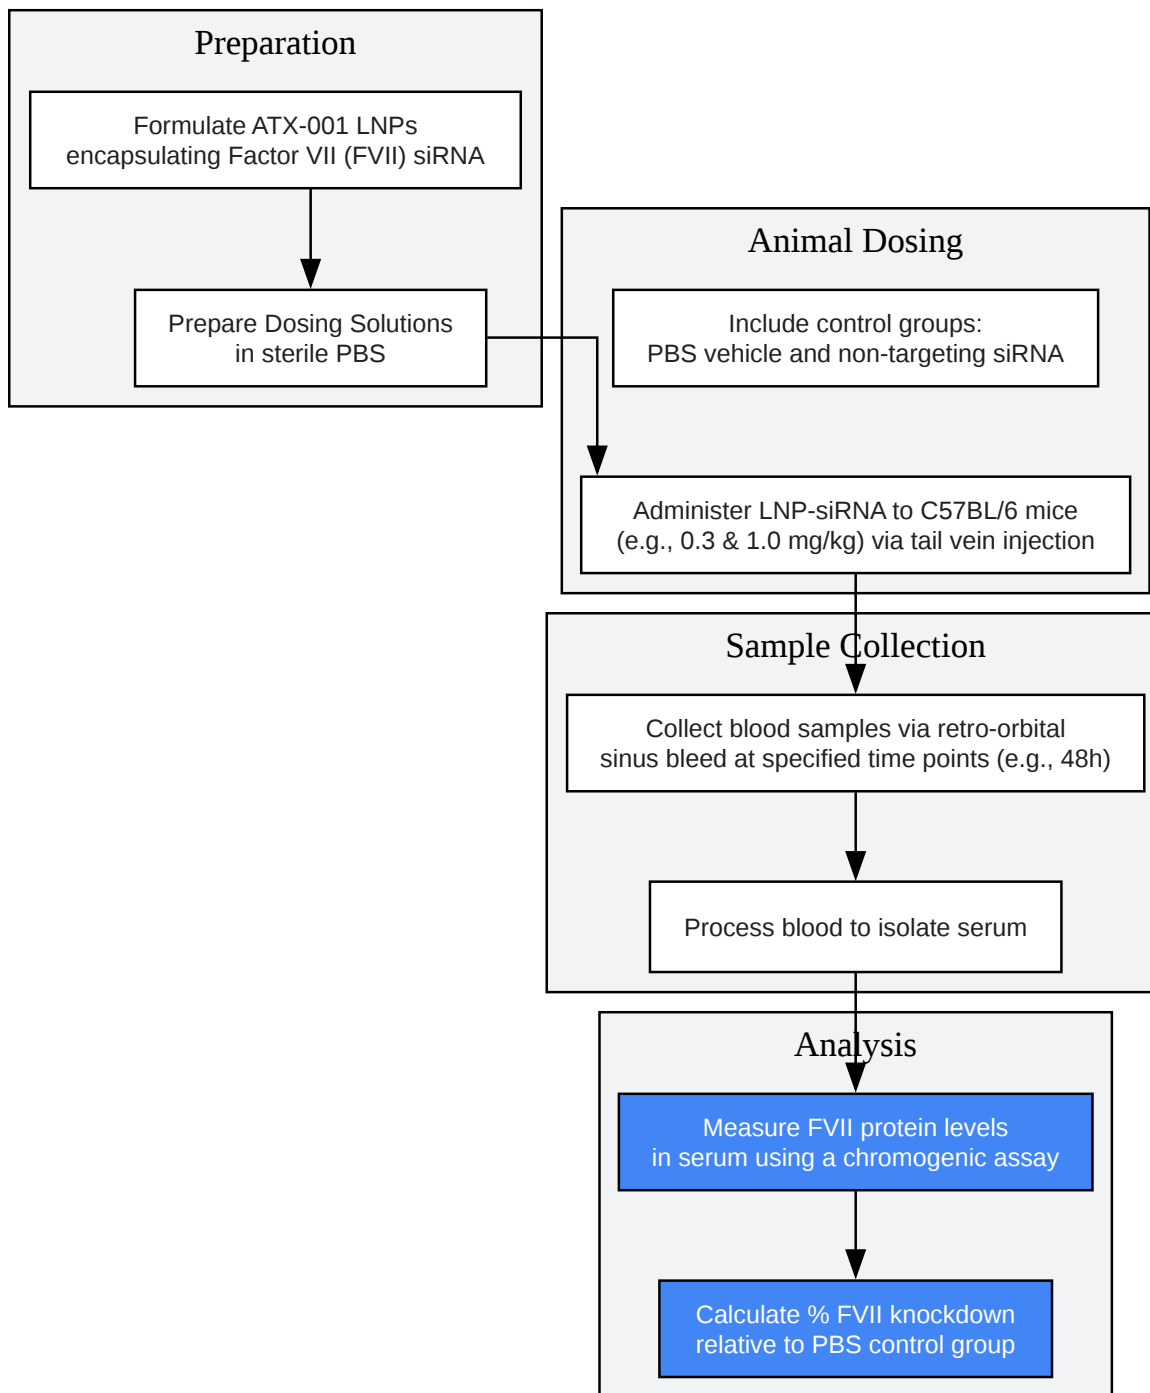 Preparation
Formulate ATX-001 LNPs
encapsulating Factor VII (FVII) siRNA
Prepare Dosing Solutions
in sterile PBS
Animal Dosing
Include control groups:
PBS vehicle and non-targeting siRNA
Administer LNP-siRNA to C57BL/6 mice
(e.g., 0.3 & 1.0 mg/kg) via tail vein injection
Sample Collection
Collect blood samples via retro-orbital
sinus bleed at specified time points (e.g., 48h)
Process blood to isolate serum
Analysis
Measure FVII protein levels
in serum using a chromogenic assay
Calculate % FVII knockdown
relative to PBS control group